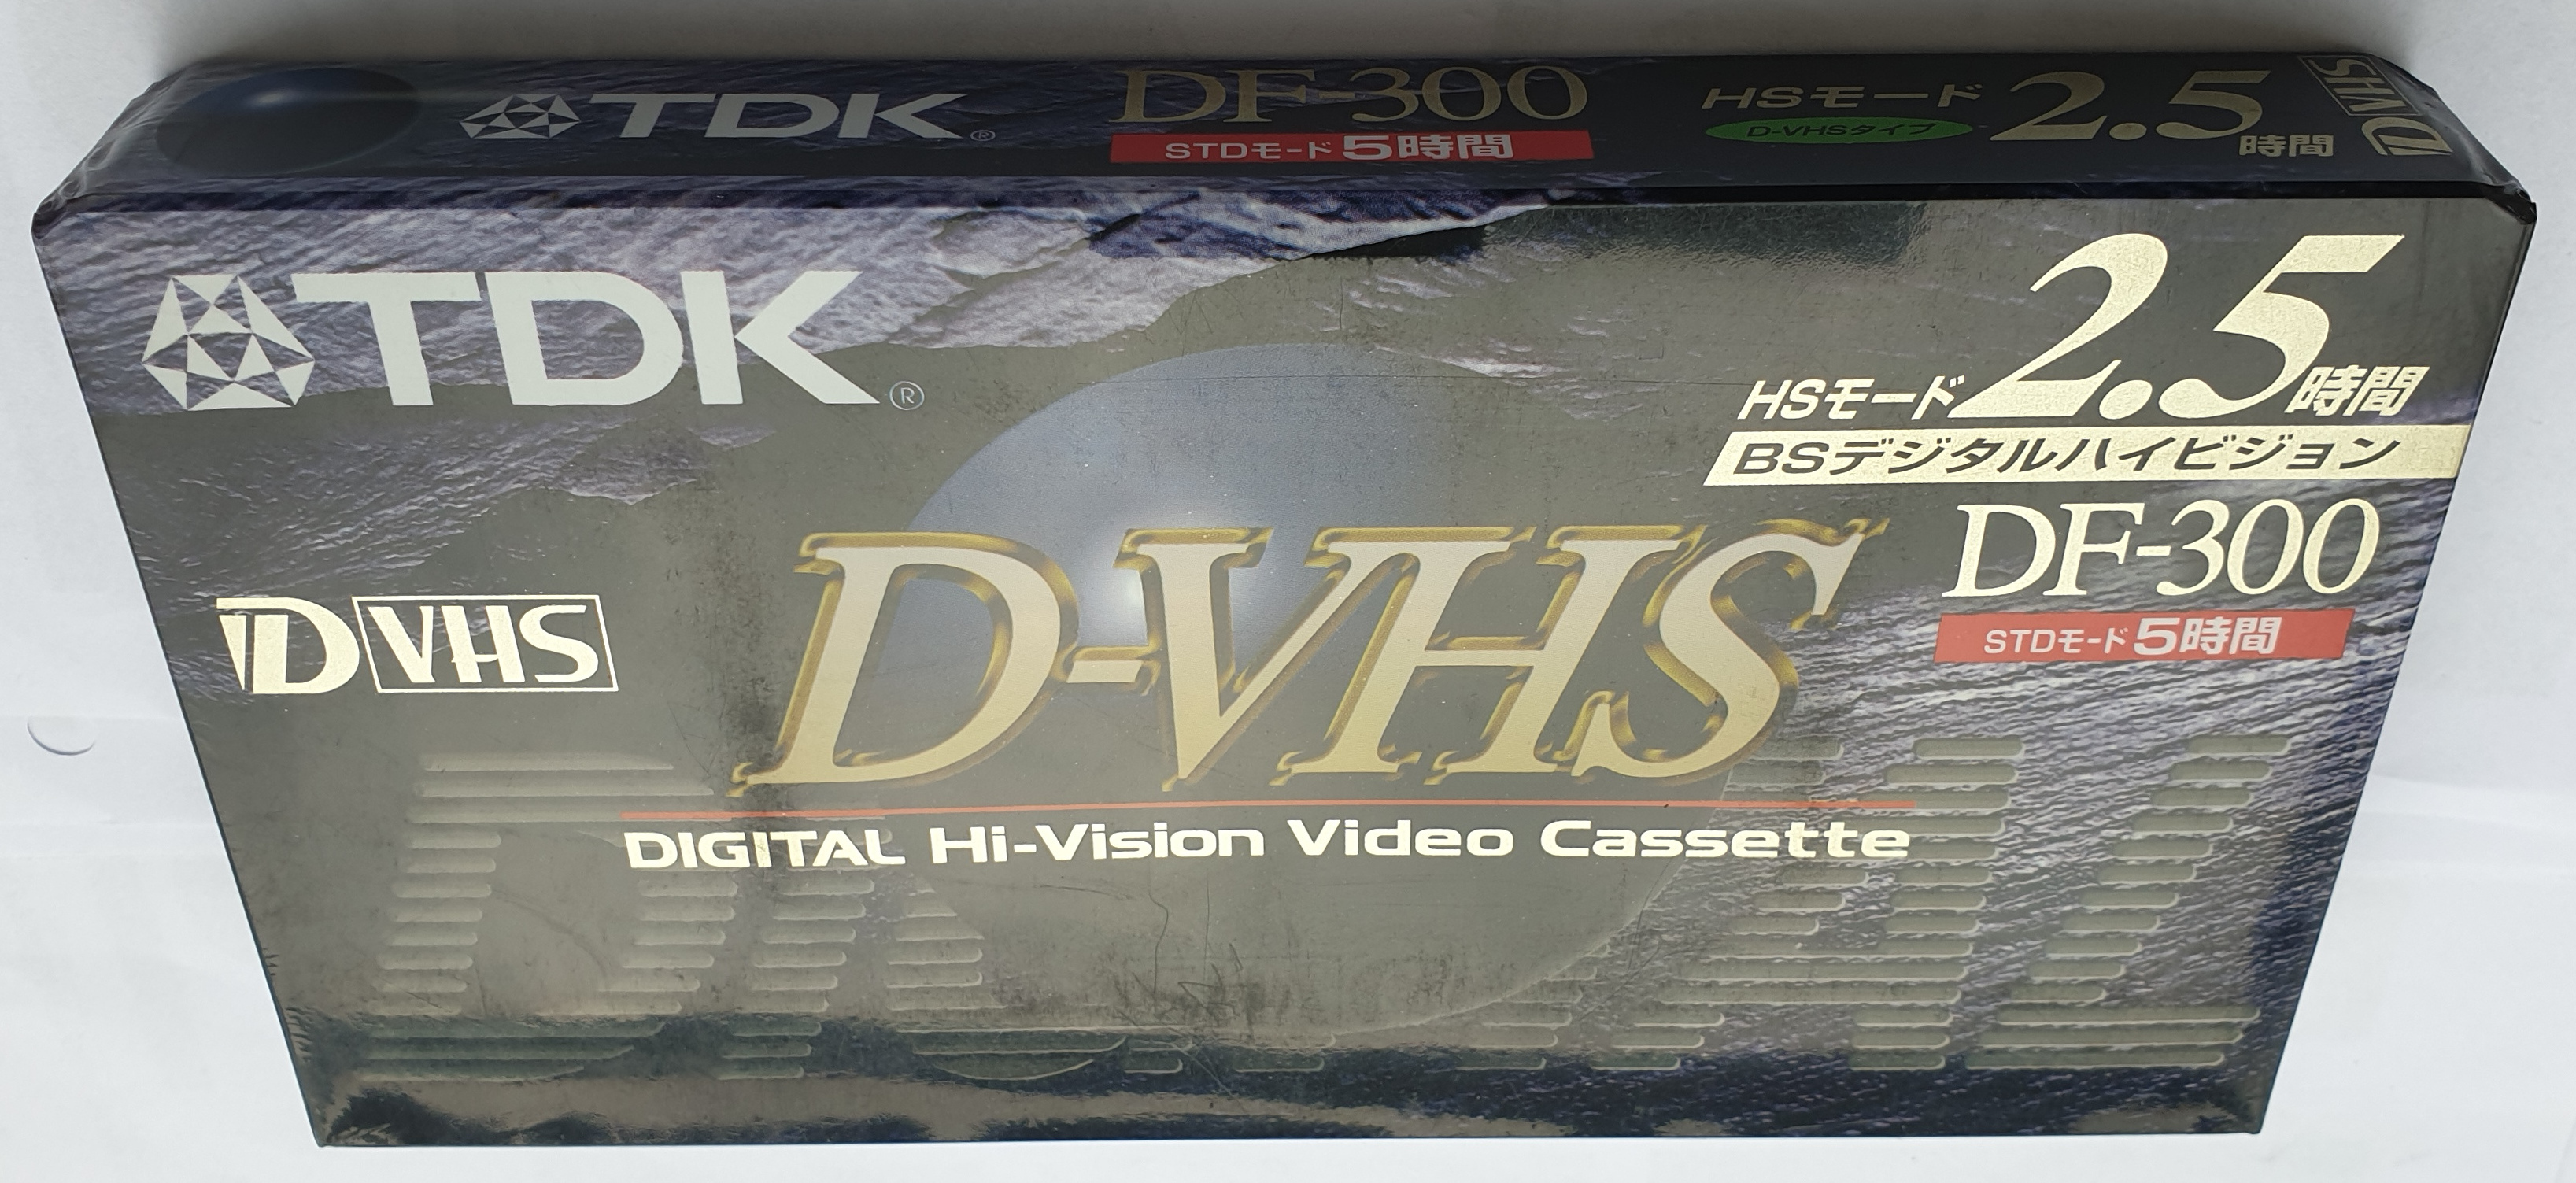 TDK®
DF-300
STDモード5時間
HSモード2.5時間
D-VHSタイプ
D VHS
TDK®
HSモード2.5時間
BSデジタルハイビジョン
DF-300
STDモード5時間
D VHS
D-VHS
DIGITAL Hi-Vision Video Cassette
DIGITAL